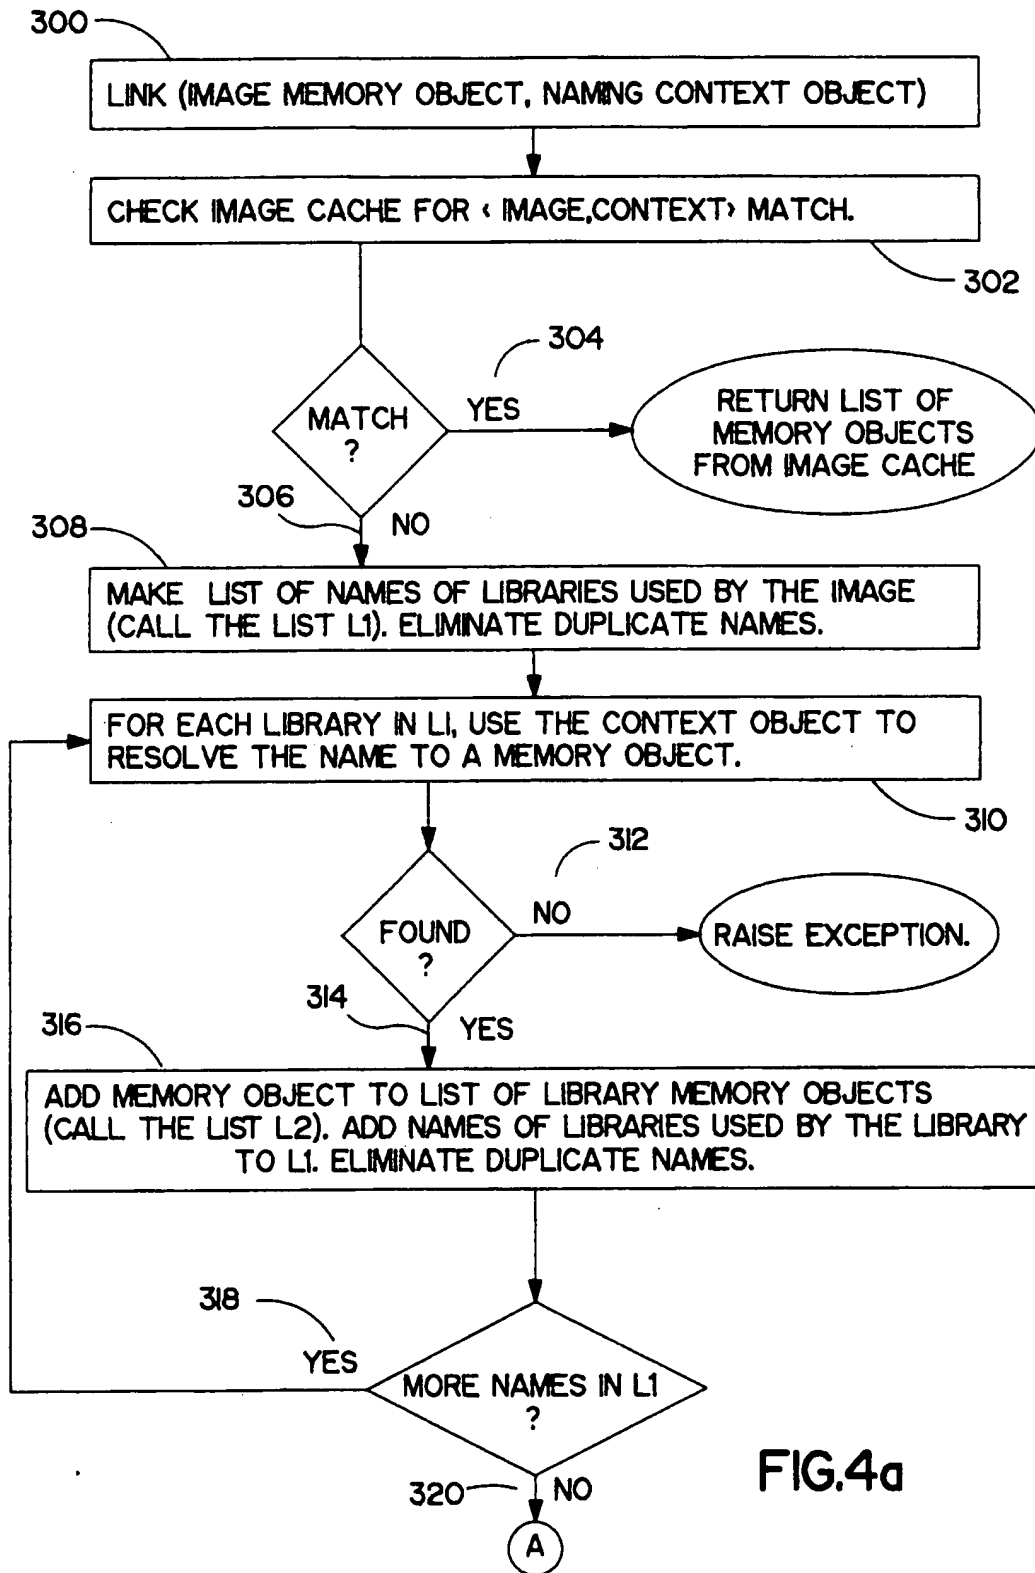 300
LINK (IMAGE MEMORY OBJECT, NAMING CONTEXT OBJECT)
CHECK IMAGE CACHE FOR ‹ IMAGE,CONTEXT› MATCH.
302
304
MATCH
?
YES
RETURN LIST OF
MEMORY OBJECTS
FROM IMAGE CACHE
306
NO
308
MAKE LIST OF NAMES OF LIBRARIES USED BY THE IMAGE
(CALL THE LIST L1). ELIMINATE DUPLICATE NAMES.
FOR EACH LIBRARY IN L1, USE THE CONTEXT OBJECT TO
RESOLVE THE NAME TO A MEMORY OBJECT.
310
312
FOUND
?
NO
RAISE EXCEPTION.
314
YES
316
ADD MEMORY OBJECT TO LIST OF LIBRARY MEMORY OBJECTS
(CALL THE LIST L2). ADD NAMES OF LIBRARIES USED BY THE LIBRARY
TO L1. ELIMINATE DUPLICATE NAMES.
318
YES
MORE NAMES IN L1
?
320
NO
A
FIG.4a